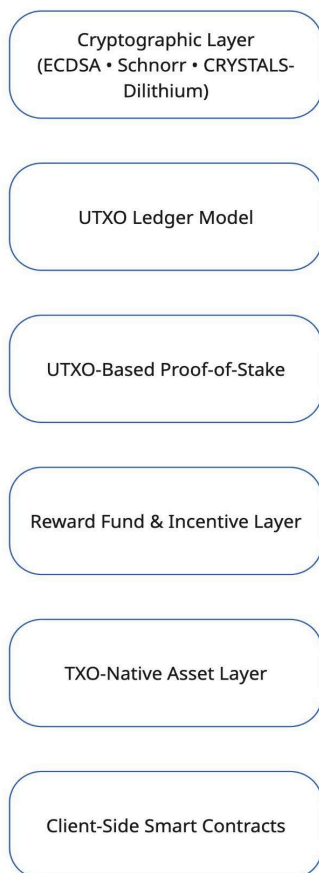 Cryptographic Layer
(ECDSA • Schnorr • CRYSTALS-
Dilithium)
UTXO Ledger Model
UTXO-Based Proof-of-Stake
Reward Fund & Incentive Layer
TXO-Native Asset Layer
Client-Side Smart Contracts